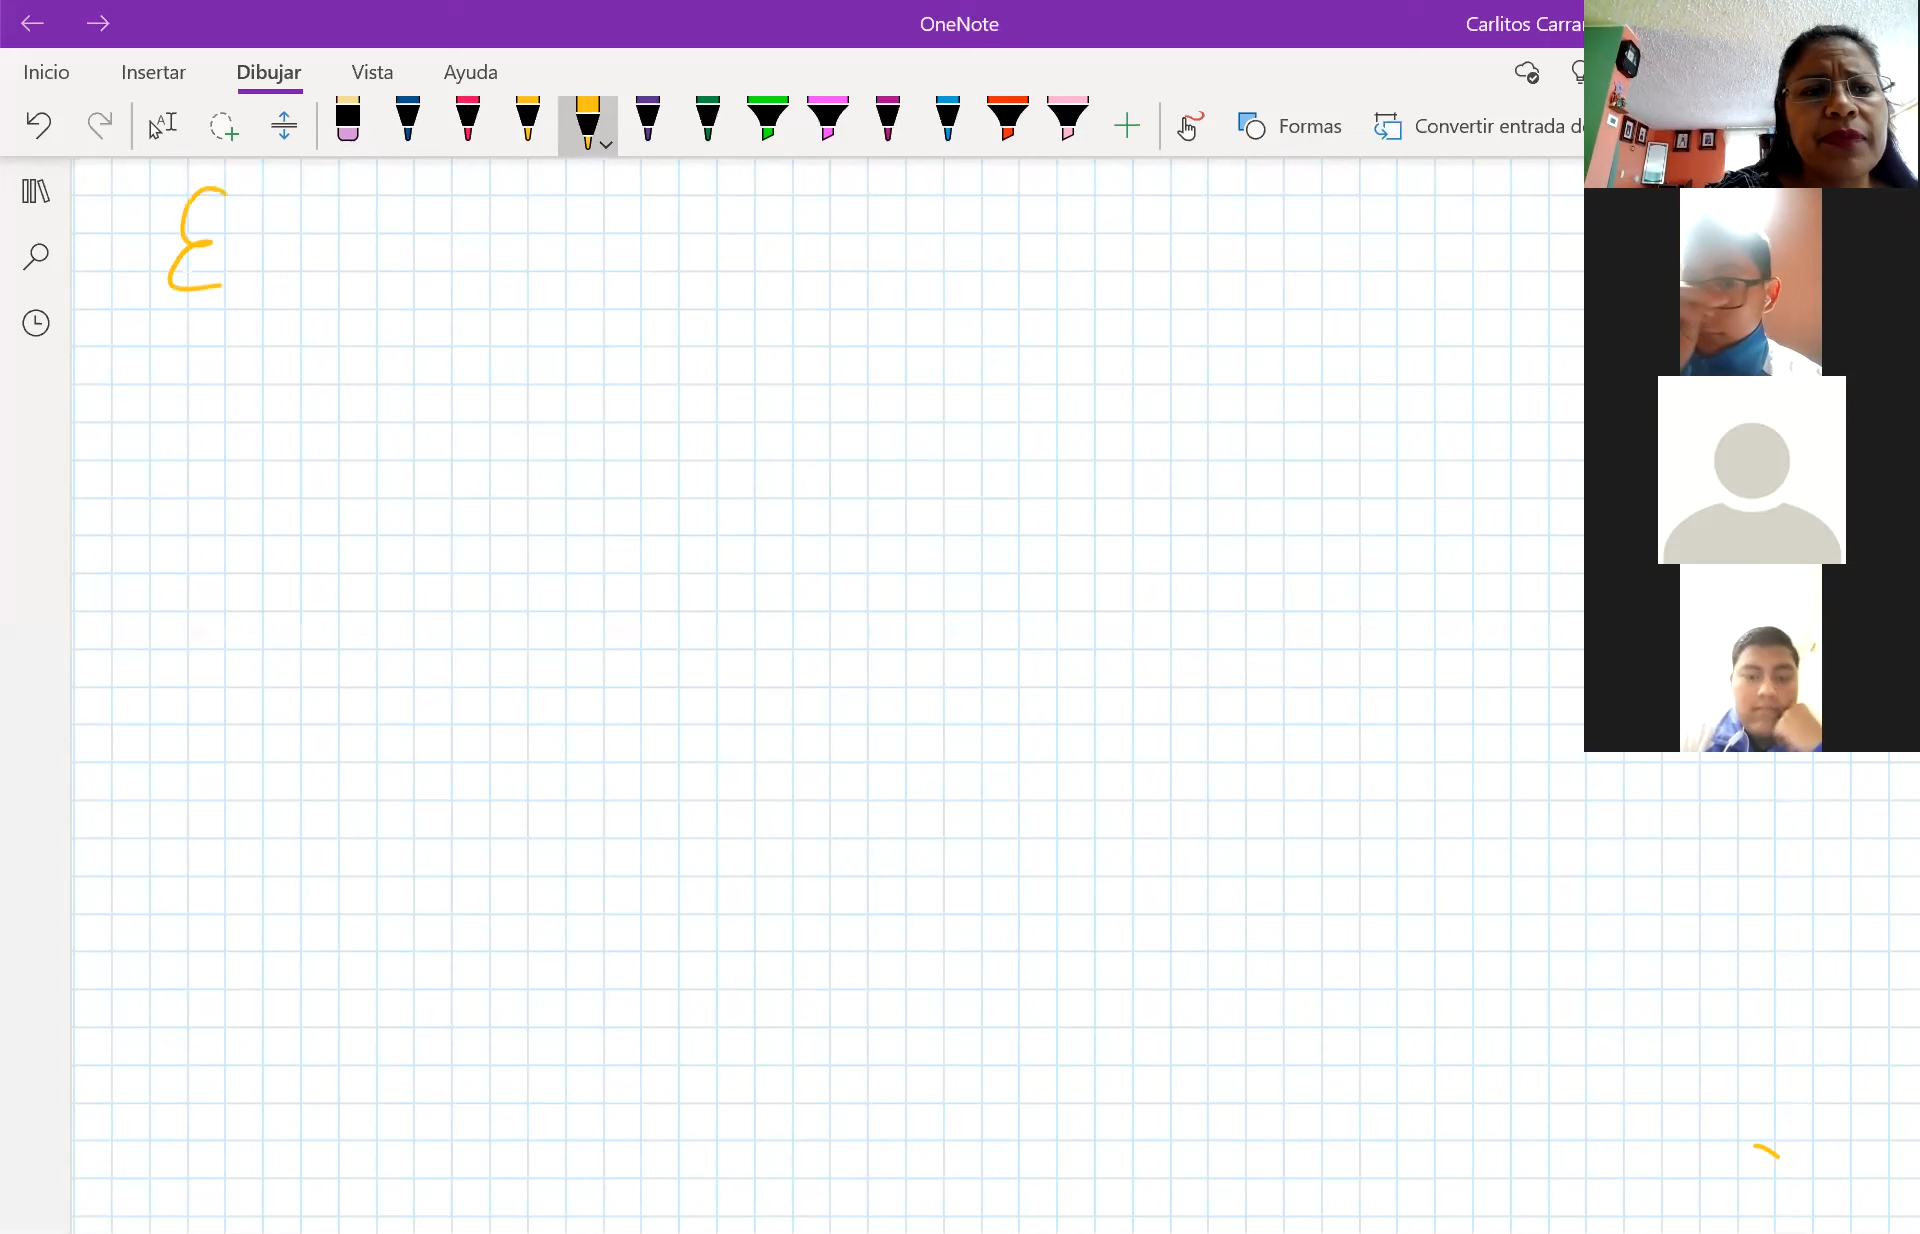 OneNote
Carlitos Carra
Inicio Insertar Dibujar Vista Ayuda
Formas Convertir entrada d
E